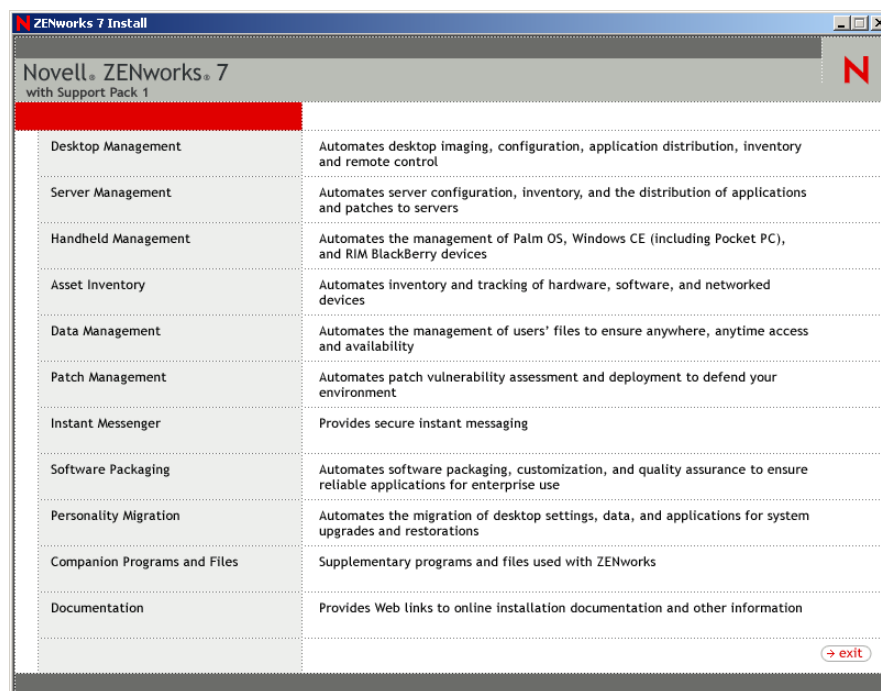 ZENworks 7 Install
Novell® ZENworks® 7
with Support Pack 1
N
Desktop Management
Automates desktop imaging, configuration, application distribution, inventory
and remote control
Server Management
Automates server configuration, inventory, and the distribution of applications
and patches to servers
Handheld Management
Automates the management of Palm OS, Windows CE (including Pocket PC),
and RIM BlackBerry devices
Asset Inventory
Automates inventory and tracking of hardware, software, and networked
devices
Data Management
Automates the management of users’ files to ensure anywhere, anytime access
and availability
Patch Management
Automates patch vulnerability assessment and deployment to defend your
environment
Instant Messenger
Provides secure instant messaging
Software Packaging
Automates software packaging, customization, and quality assurance to ensure
reliable applications for enterprise use
Personality Migration
Automates the migration of desktop settings, data, and applications for system
upgrades and restorations
Companion Programs and Files
Supplementary programs and files used with ZENworks
Documentation
Provides Web links to online installation documentation and other information
exit